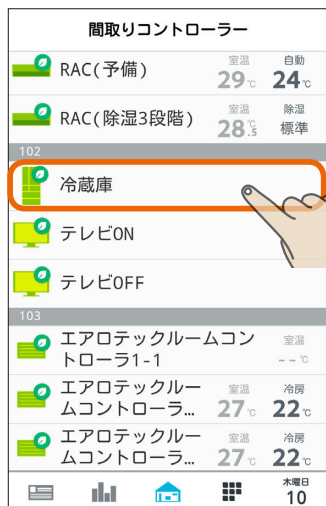 間取りコントローラー
RAC(予備)
室温
29℃
自動
24℃
RAC(除湿3段階)
室温
28.5℃
除湿
標準
102
冷蔵庫
テレビON
テレビOFF
103
エアロテックルームコン
トローラ1-1
室温
--℃
エアロテックルー
ムコントローラ...
室温
27℃
冷房
22℃
エアロテックルー
ムコントローラ...
室温
27℃
冷房
22℃
木曜日
10